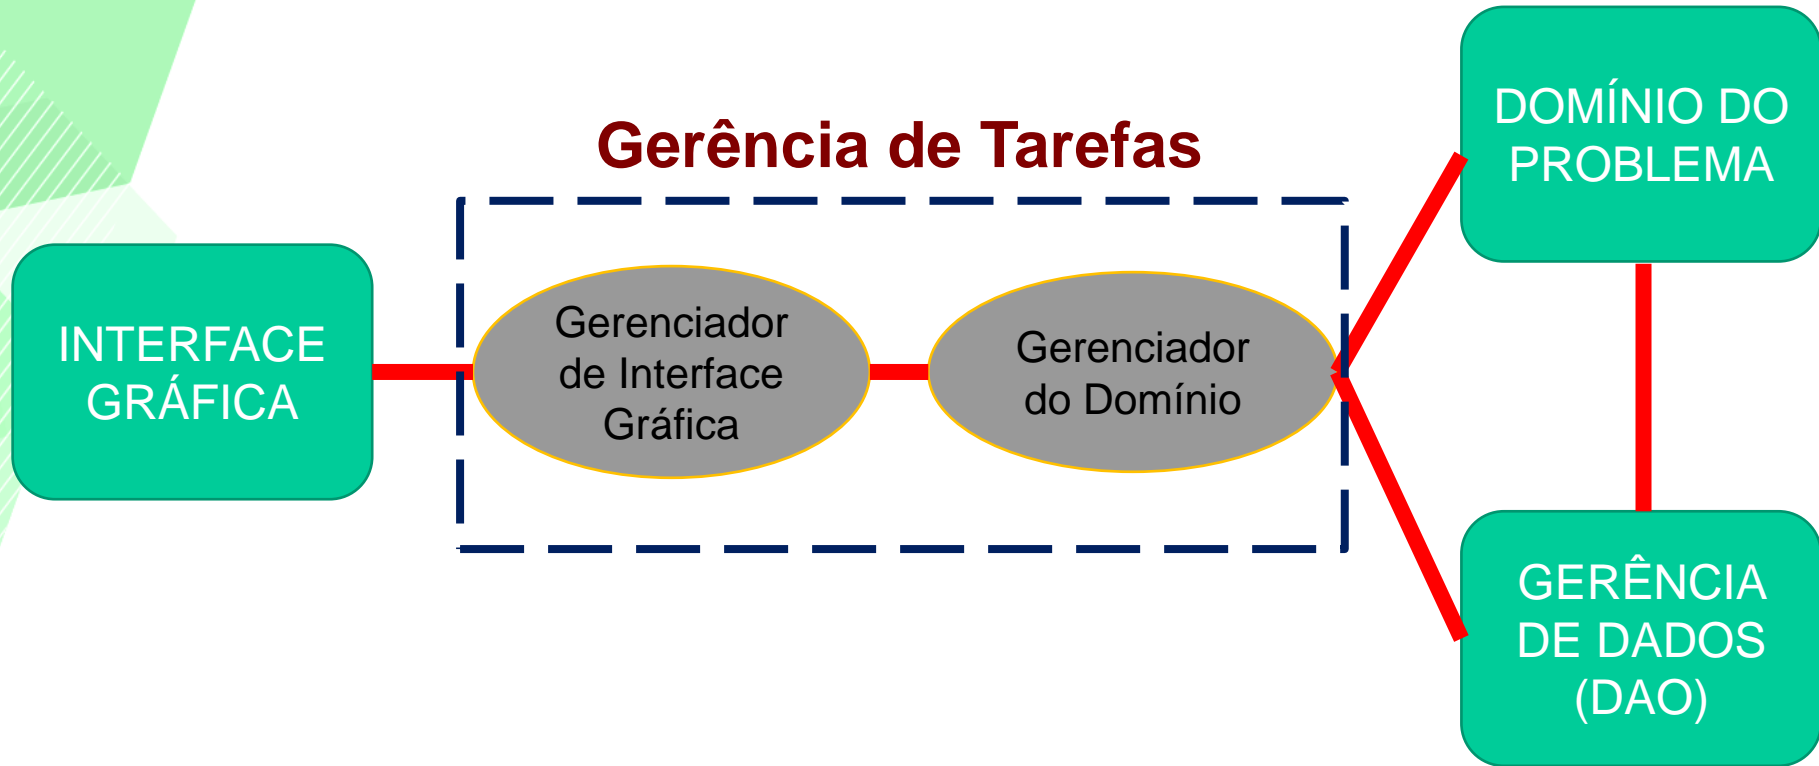 Gerência de Tarefas
INTERFACE
GRÁFICA
Gerenciador
de Interface
Gráfica
Gerenciador
do Domínio
DOMÍNIO DO
PROBLEMA
GERÊNCIA
DE DADOS
(DAO)